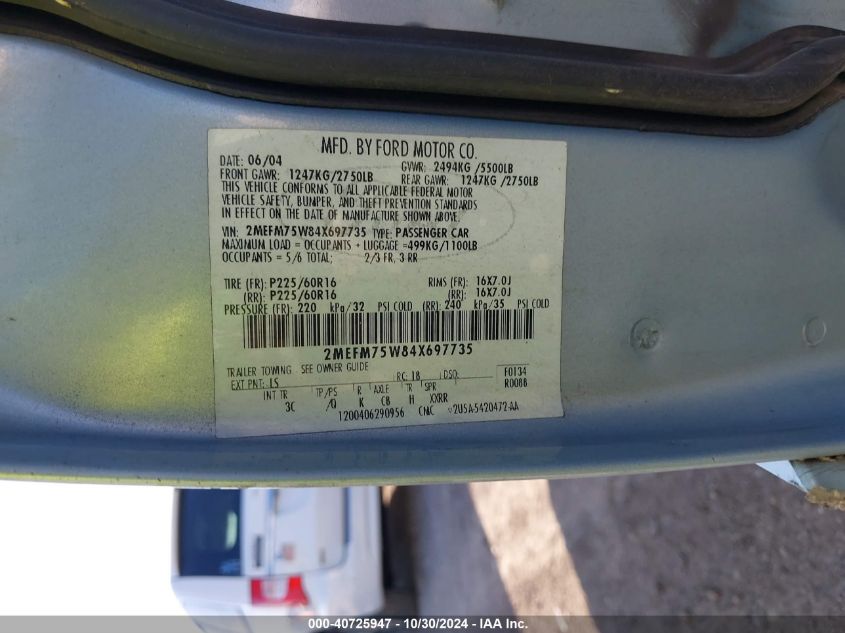 MFD. BY FORD MOTOR CO.
DATE: 06/04 GVWR: 2494KG /5500LB
FRONT GAWR: 1247KG/2750LB REAR GAWR: 1247KG /2750LB
THIS VEHICLE CONFORMS TO ALL APPLICABLE FEDERAL MOTOR
VEHICLE SAFETY, BUMPER, AND THEFT PREVENTION STANDARDS
IN EFFECT ON THE DATE OF MANUFACTURE SHOWN ABOVE.
VIN: 2MEFM75W84X697735 TYPE: PASSENGER CAR
MAXIMUM LOAD = OCCUPANTS + LUGGAGE =499KG/1100LB
OCCUPANTS = 5/6 TOTAL; 2/3 FR, 3 RR
TIRE (FR): P225/60R16 RIMS (FR): 16X7.0J
(RR): P225/60R16 (RR): 16X7.0J
PRESSURE (FR): 220 kPa/32 PSI COLD (RR): 240 kPa/35 PSI COLD
2MEFM75W84X697735
TRAILER TOWING: SEE OWNER GUIDE F0134
EXT PNT: LS RC: 18 DSO: R0088
INT TR TP/PS R AXLE TR SPR
3C /Q K CB H XXRR
1200406290956 CMC 2USA-5420472-AA
000-40725947 - 10/30/2024 - IAA Inc.